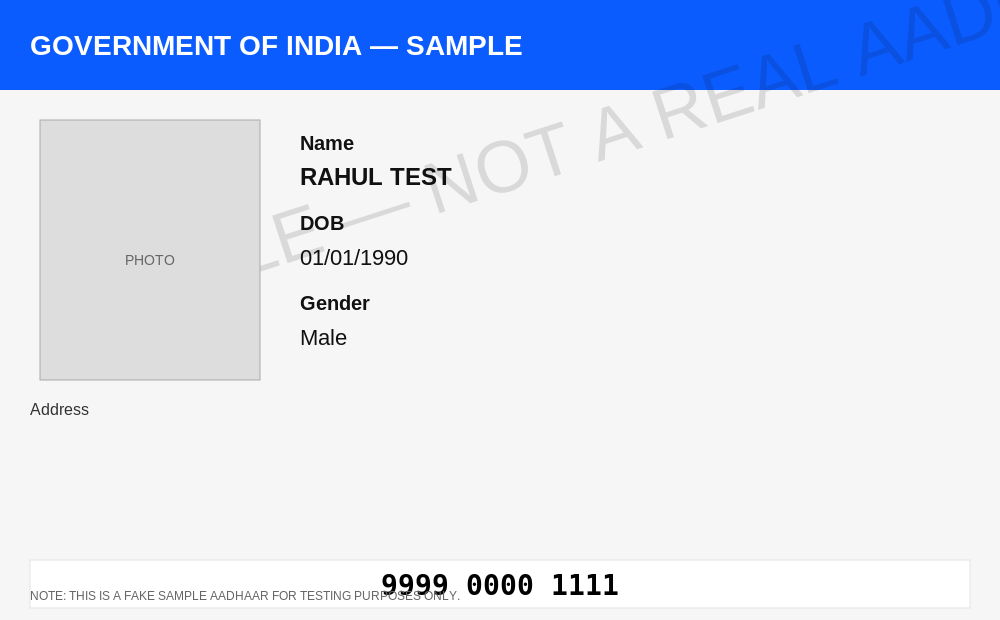 GOVERNMENT OF INDIA — SAMPLE
LE — NOT A REAL AAD
Name
RAHUL TEST
DOB
01/01/1990
Gender
Male
PHOTO
Address
9999 0000 1111
NOTE: THIS IS A FAKE SAMPLE AADHAAR FOR TESTING PURPOSES ONLY.